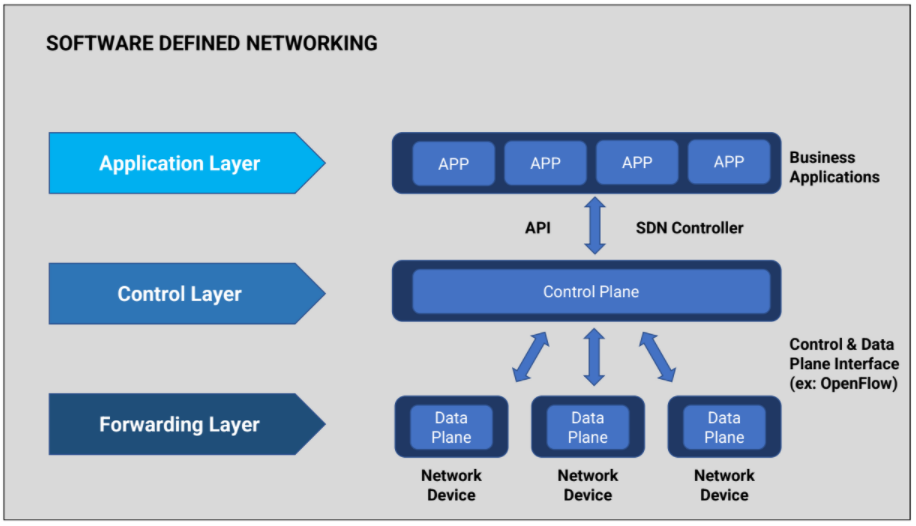 SOFTWARE DEFINED NETWORKING
Application Layer
APP APP APP APP
Business
Applications
API
SDN Controller
Control Layer
Control Plane
Control & Data
Plane Interface
(ex: OpenFlow)
Forwarding Layer
Data
Plane
Data
Plane
Data
Plane
Network
Device
Network
Device
Network
Device